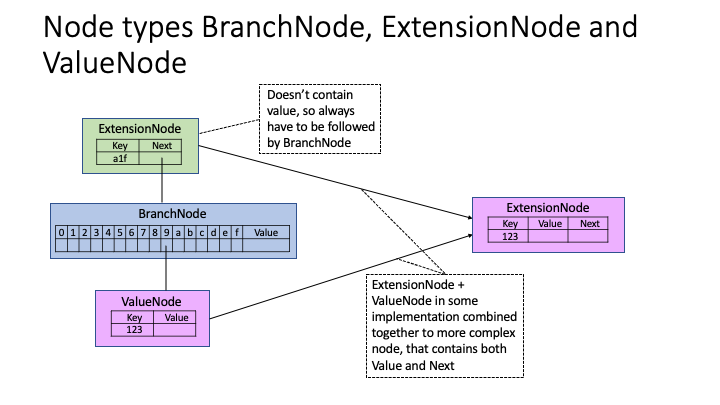 Node types BranchNode, ExtensionNode and
ValueNode
Doesn't contain
value, so always
have to be followed
by BranchNode
ExtensionNode
Key Next
a1f
BranchNode
0 1 2 3 4 5 6 7 8 9 a b c d e f Value
ValueNode
Key Value
123
ExtensionNode
Key Value Next
123
ExtensionNode +
ValueNode in some
implementation combined
together to more complex
node, that contains both
Value and Next